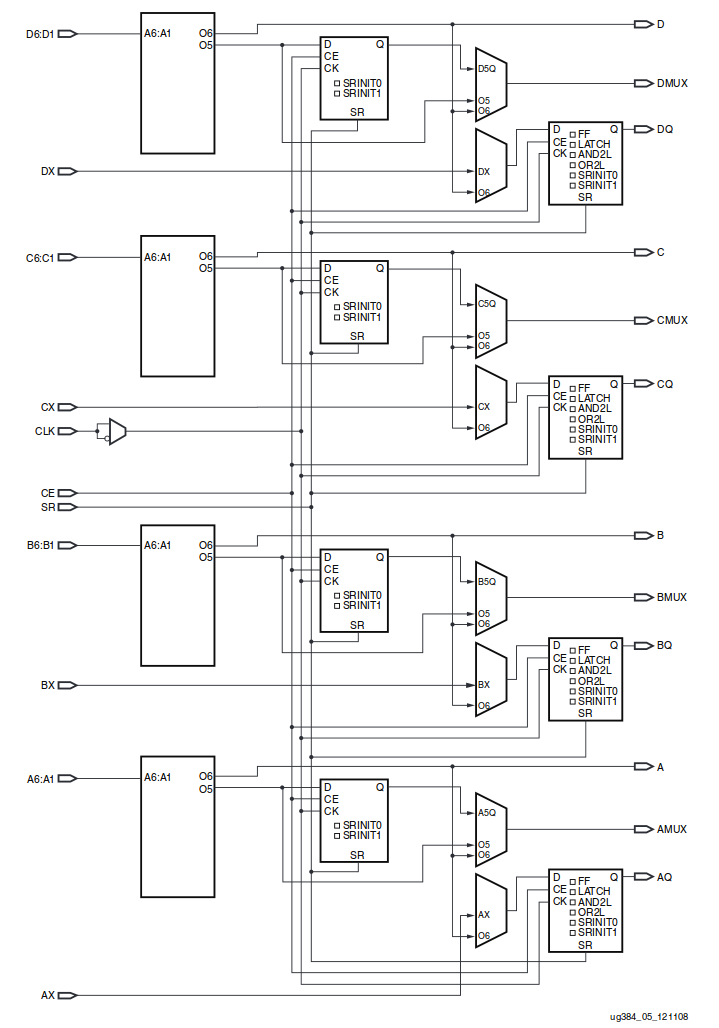 D6:D1
A6:A1
O6
O5
D
D
CE
CK
Q
SRINIT0
SRINIT1
SR
D5Q
O5
O6
DMUX
DX
DX
O6
D
CE
CK
Q
FF
LATCH
AND2L
OR2L
SRINIT0
SRINIT1
SR
DQ
C6:C1
A6:A1
O6
O5
C
D
CE
CK
Q
SRINIT0
SRINIT1
SR
C5Q
O5
O6
CMUX
CX
CX
O6
D
CE
CK
Q
FF
LATCH
AND2L
OR2L
SRINIT0
SRINIT1
SR
CQ
CLK
CE
SR
B6:B1
A6:A1
O6
O5
B
D
CE
CK
Q
SRINIT0
SRINIT1
SR
B5Q
O5
O6
BMUX
BX
BX
O6
D
CE
CK
Q
FF
LATCH
AND2L
OR2L
SRINIT0
SRINIT1
SR
BQ
A6:A1
A6:A1
O6
O5
A
D
CE
CK
Q
SRINIT0
SRINIT1
SR
A5Q
O5
O6
AMUX
AX
O6
D
CE
CK
Q
FF
LATCH
AND2L
OR2L
SRINIT0
SRINIT1
SR
AQ
AX
ug384_05_121108